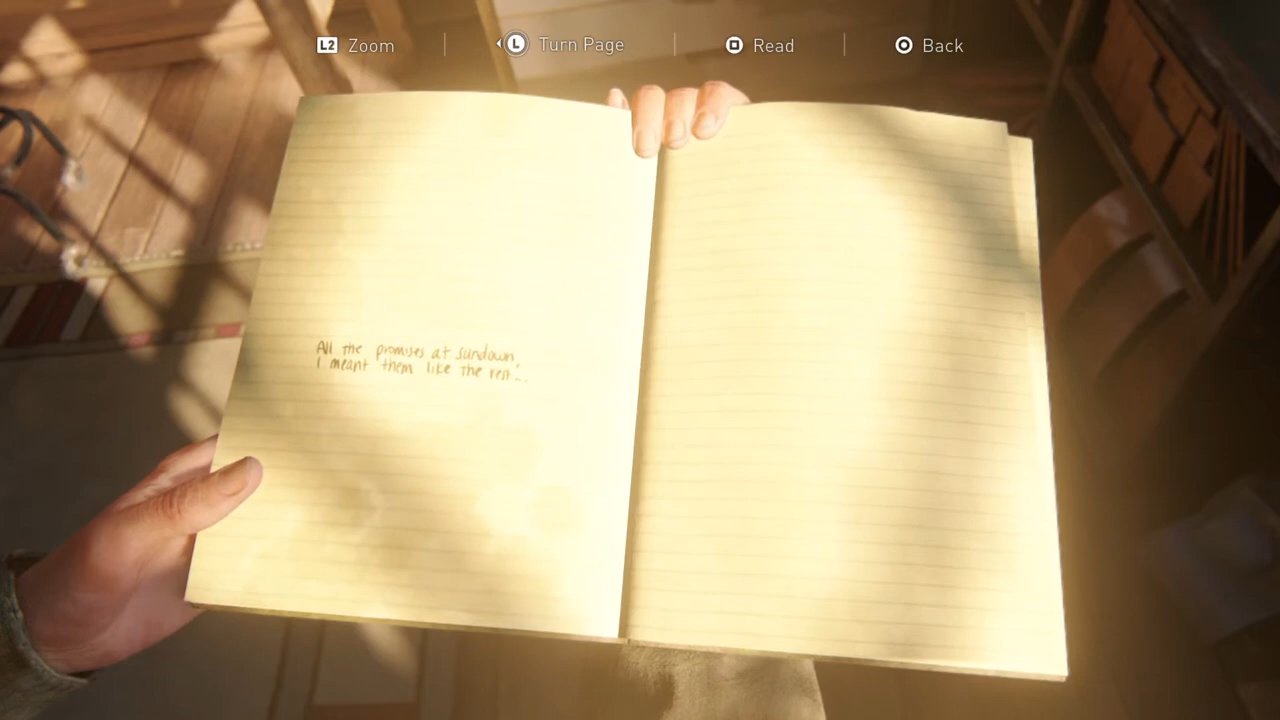 L2 Zoom
L Turn Page
Read
Back
All the promises at sundown,
I meant them like the rest...